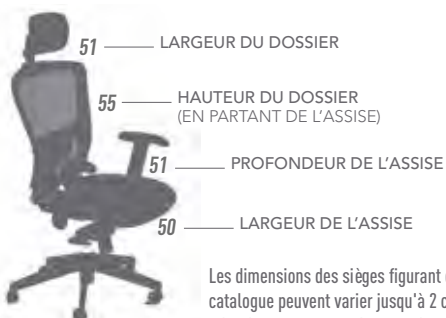 51 LARGEUR DU DOSSIER
55 HAUTEUR DU DOSSIER
(EN PARTANT DE L'ASSISE)
51 PROFONDEUR DE L'ASSISE
50 LARGEUR DE L'ASSISE
Les dimensions des sièges figurant
catalogue peuvent varier jusqu'à 2